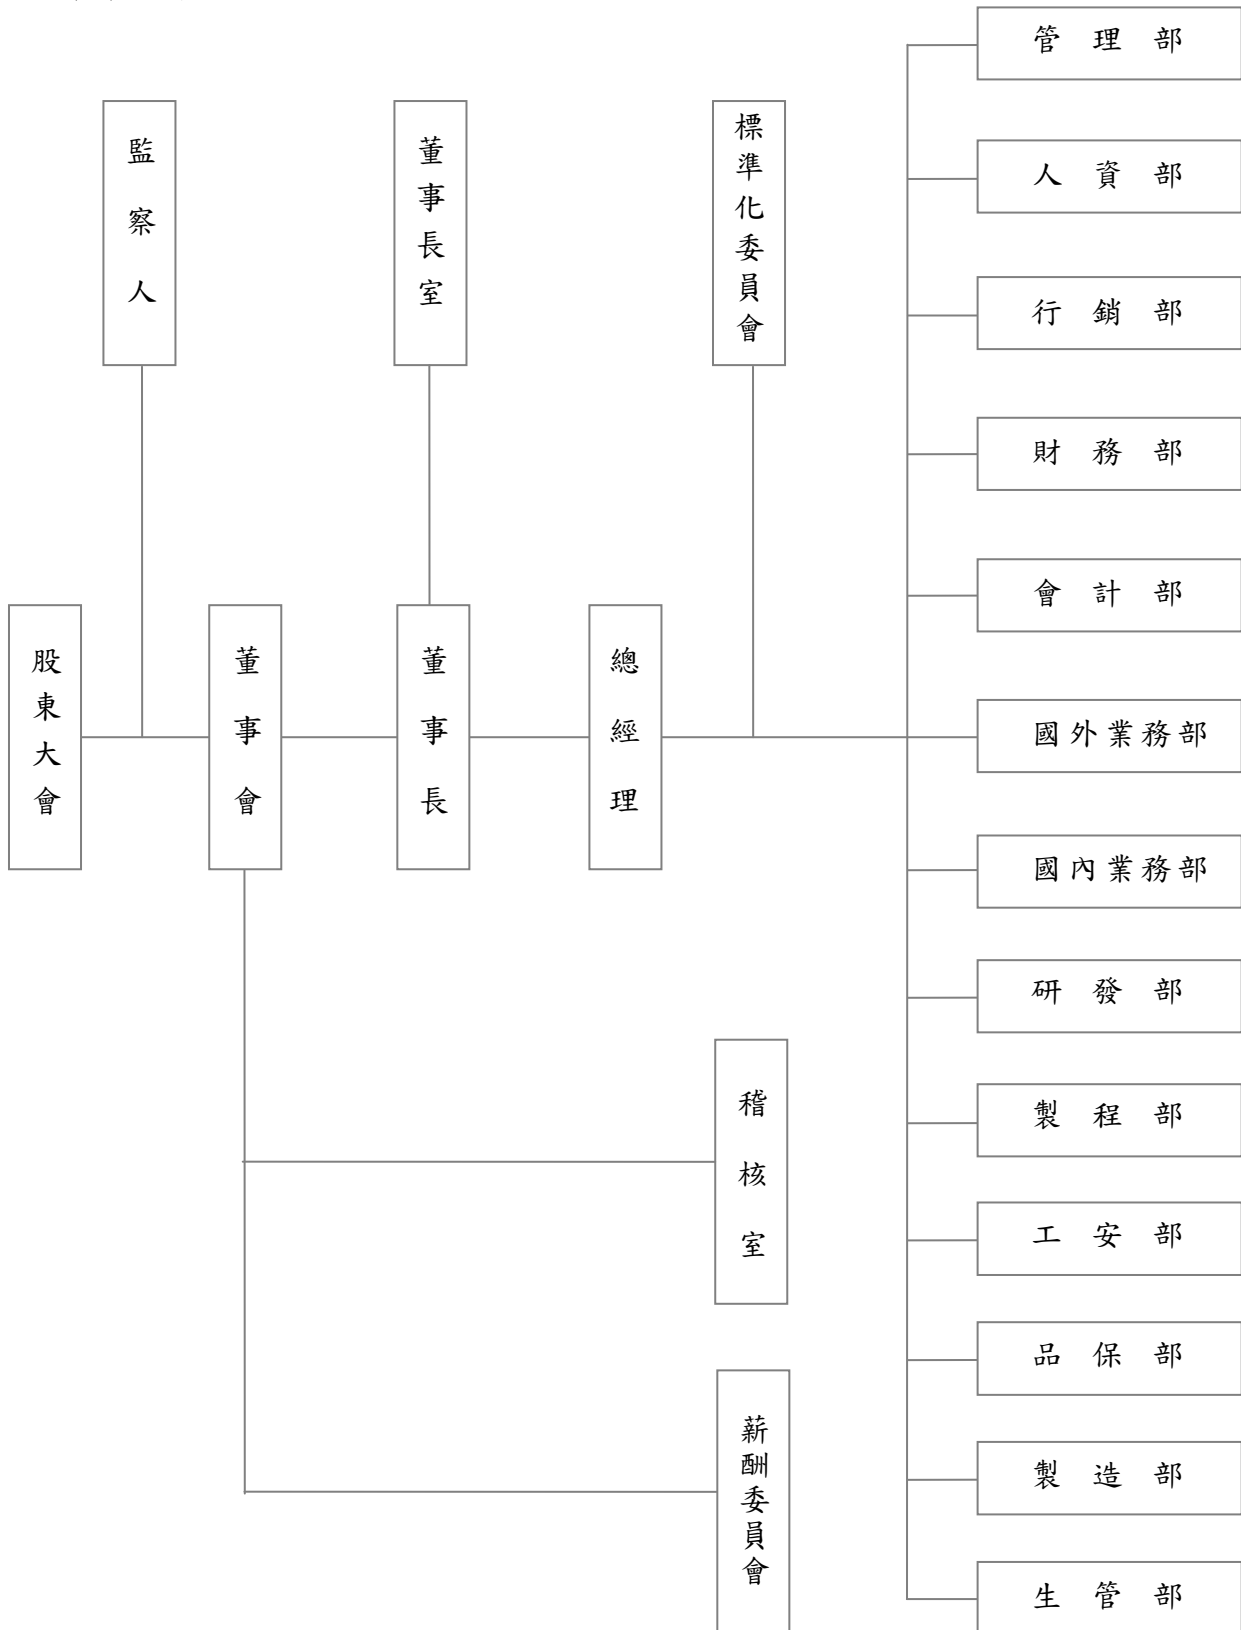 監察人
董事長室
標準化委員會
股東大會
董事會
董事長
總經理
稽核室
薪酬委員會
管理部
人資部
行銷部
財務部
會計部
國外業務部
國內業務部
研發部
製程部
工安部
品保部
製造部
生管部